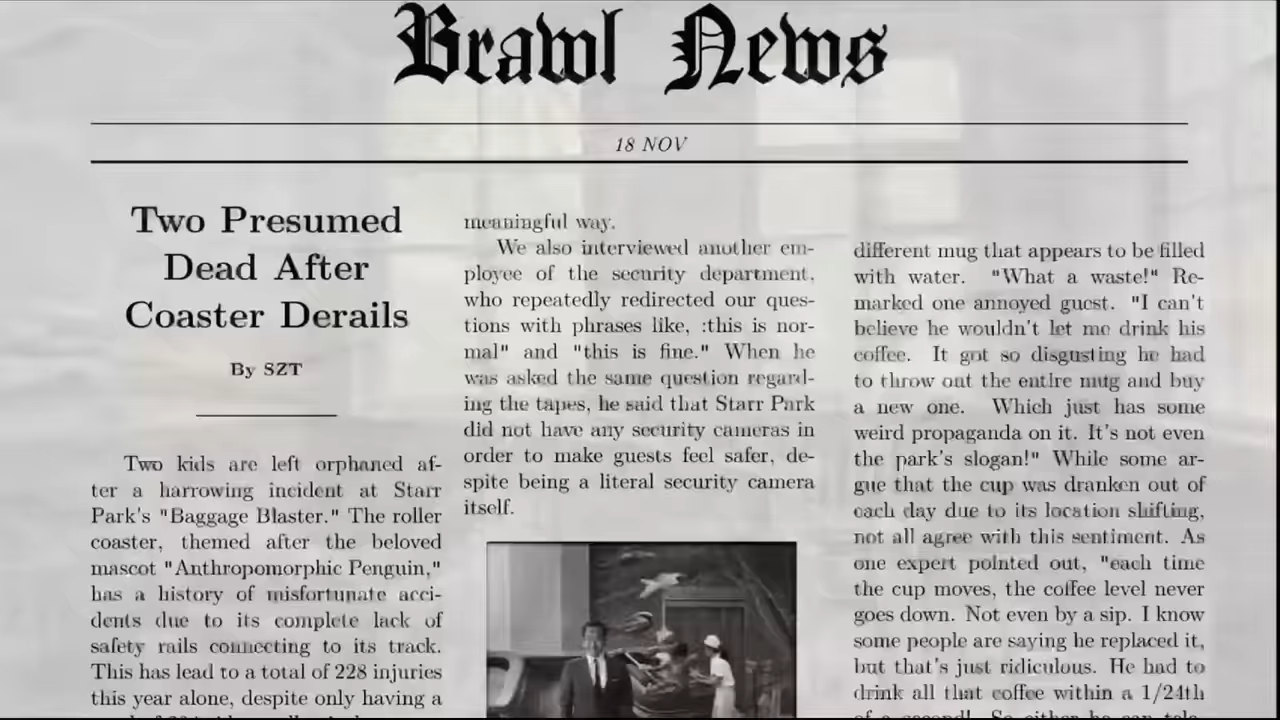 Brawl News
18 NOV
Two Presumed
Dead After
Coaster Derails
By SZT
Two kids are left orphaned af-
ter a harrowing incident at Starr
Park's "Baggage Blaster." The roller
coaster, themed after the beloved
mascot "Anthropomorphic Penguin,"
has a history of misfortunate acci-
dents due to its complete lack of
safety rails connecting to its track.
This has lead to a total of 228 injuries
this year alone, despite only having a
meaningful way.
We also interviewed another em-
ployee of the security department,
who repeatedly redirected our ques-
tions with phrases like, :this is nor-
mal" and "this is fine." When he
was asked the same question regard-
ing the tapes, he said that Starr Park
did not have any security cameras in
order to make guests feel safer, de-
spite being a literal security camera
itself.
different mug that appears to be filled
with water. "What a waste!" Re-
marked one annoyed guest. "I can't
believe he wouldn't let me drink his
coffee. It got so disgusting he had
to throw out the entire mug and buy
a new one. Which just has some
weird propaganda on it. It's not even
the park's slogan!" While some ar-
gue that the cup was dranken out of
each day due to its location shifting,
not all agree with this sentiment. As
one expert pointed out, "each time
the cup moves, the coffee level never
goes down. Not even by a sip. I know
some people are saying he replaced it,
but that's just ridiculous. He had to
drink all that coffee within a 1/24th
of a second! So either he can tele-